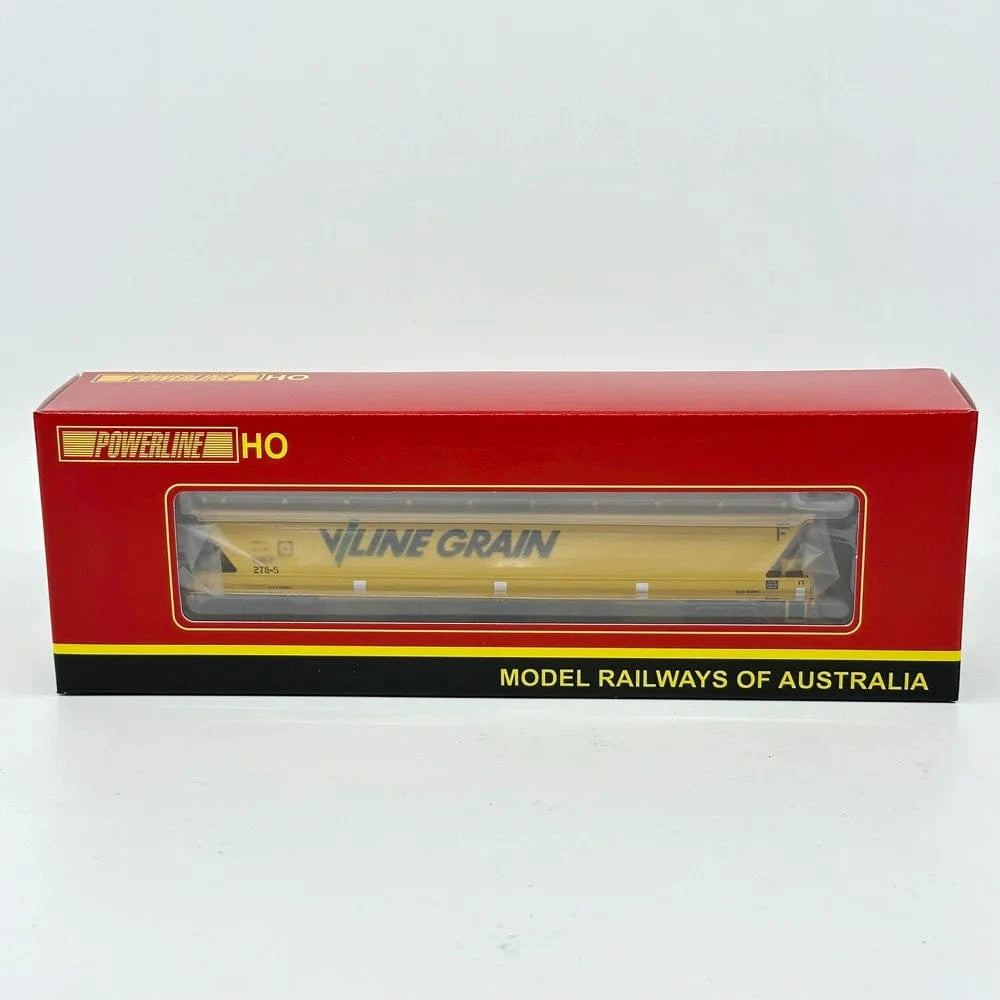 POWERLINE HO
POWERLINE HO
V/LINE GRAIN
F
278-S
n
MODEL RAILWAYS OF AUSTRALIA